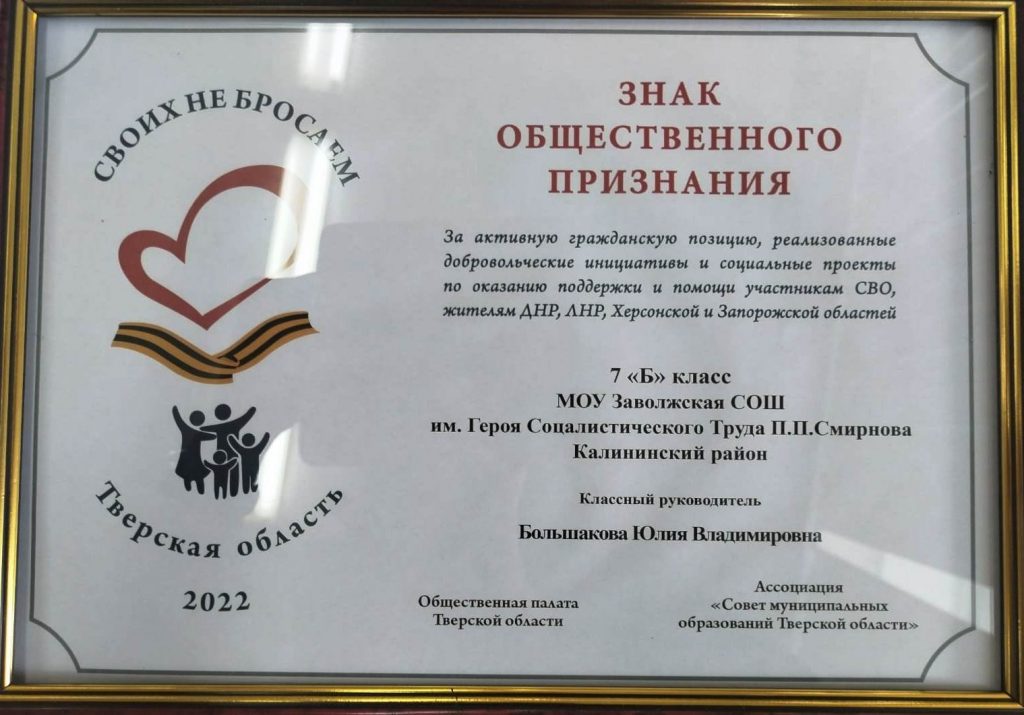 СВОИХ НЕ БРОСАЕМ
Тверская область
2022
ЗНАК
ОБЩЕСТВЕННОГО
ПРИЗНАНИЯ
За активную гражданскую позицию, реализованные
добровольческие инициативы и социальные проекты
по оказанию поддержки и помощи участникам СВО,
жителям ДНР, ЛНР, Херсонской и Запорожской областей
7 «Б» класс
МОУ Заволжская СОШ
им. Героя Соцалистического Труда П.П.Смирнова
Калининский район
Классный руководитель
Большакова Юлия Владимировна
Общественная палата
Тверской области
Ассоциация
«Совет муниципальных
образований Тверской области»